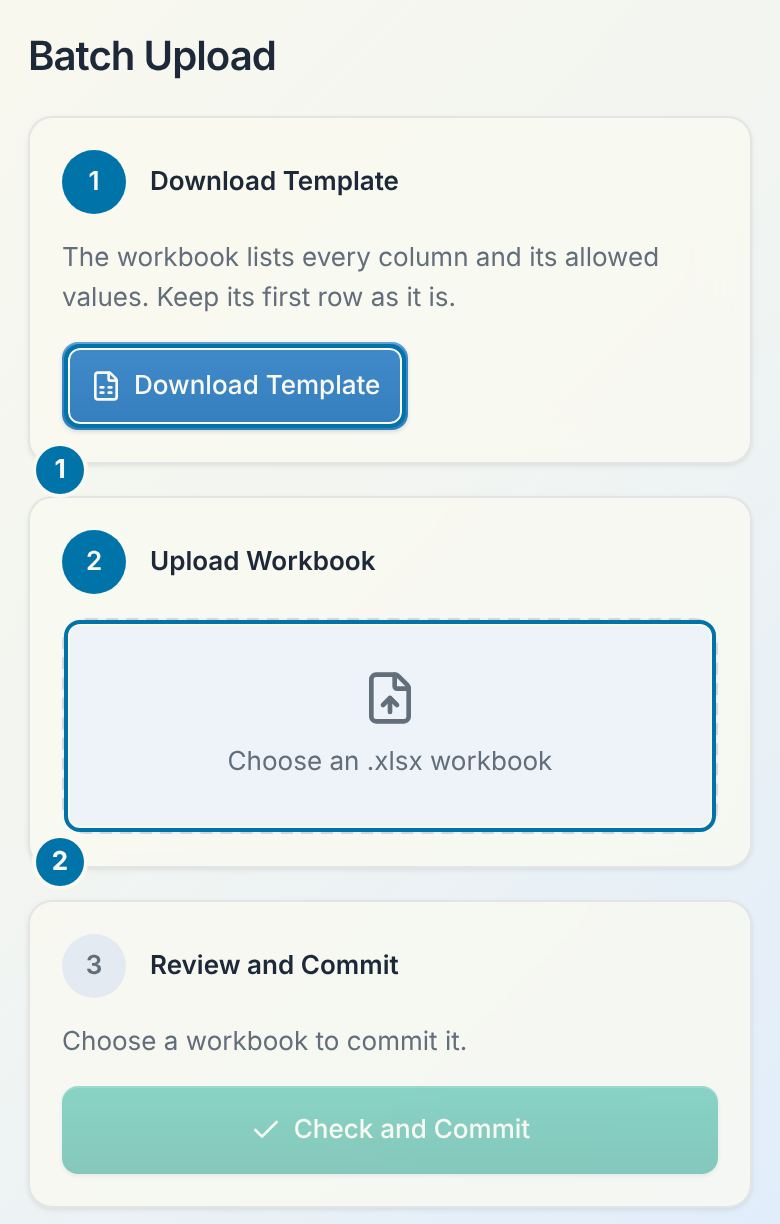 Batch Upload
1
Download Template
The workbook lists every column and its allowed
values. Keep its first row as it is.
Download Template
1
2
Upload Workbook
Choose an .xlsx workbook
2
3
Review and Commit
Choose a workbook to commit it.
Check and Commit